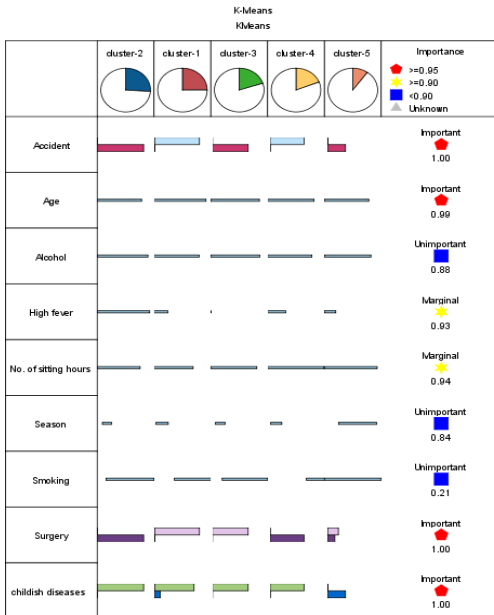 K-Means
KMeans
cluster-2 cluster-1 cluster-3 cluster-4 cluster-5 Importance
>=0.95
>=0.90
<0.90
Unknown
Accident Important
1.00
Age Important
0.99
Alcohol Unimportant
0.88
High fever Marginal
0.93
No. of sitting hours Marginal
0.94
Season Unimportant
0.84
Smoking Unimportant
0.21
Surgery Important
1.00
childish diseases Important
1.00